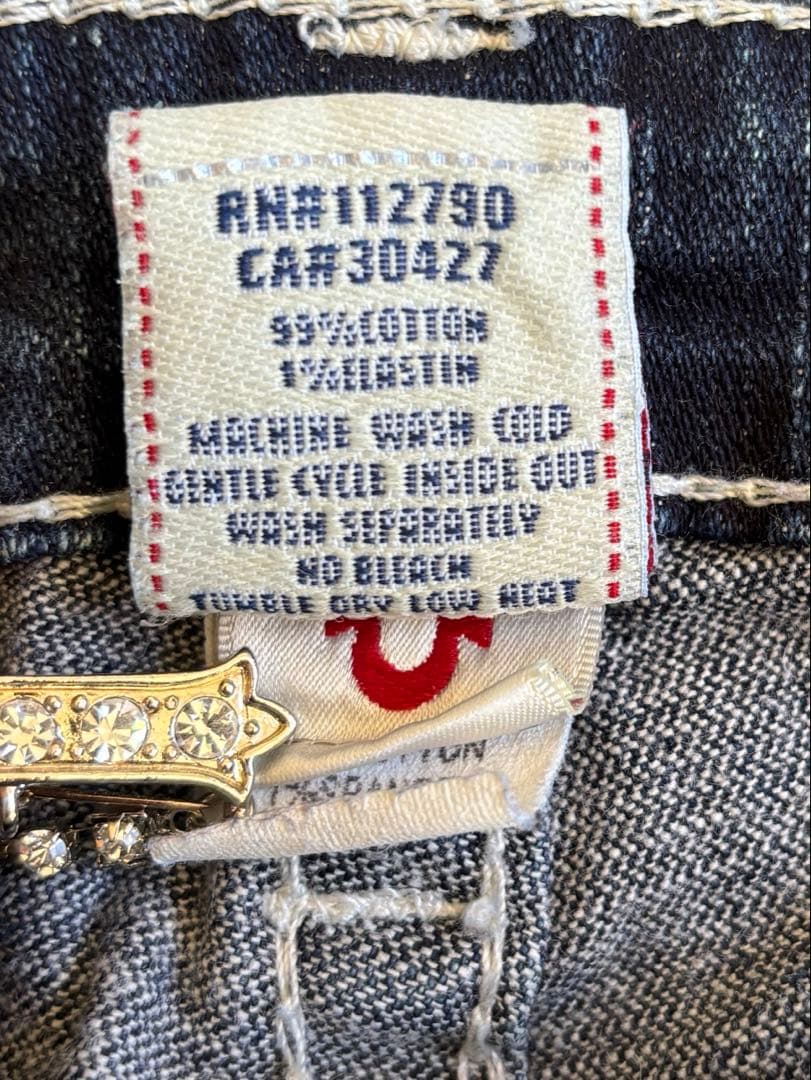 RN#112790
CA#30427
99%COTTON
1%ELASTIN
MACHINE WASH COLD
GENTLE CYCLE INSIDE OUT
WASH SEPARATELY
NO BLEACH
TUMBLE DRY LOW HEAT